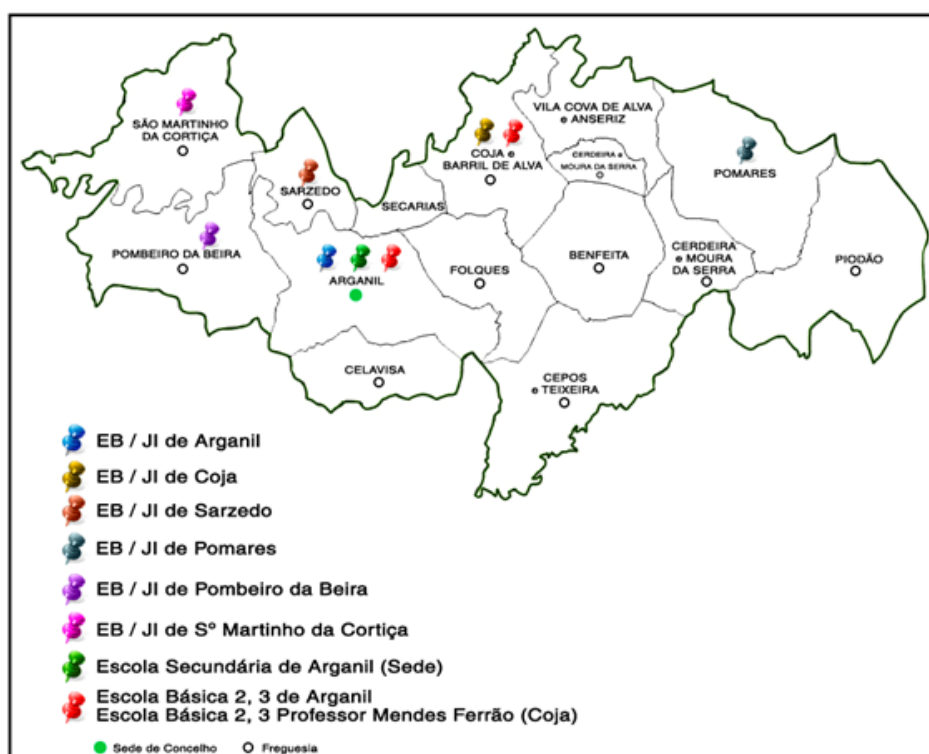 SÃO MARTINHO
DA CORTIÇA
SARZEDO
POMBEIRO DA BEIRA
ARGANIL
SECARIAS
COJA e
BARRIL DE ALVA
VILA COVA DE ALVA
e ANSERIZ
CERDEIRA e
MOURA DA SERRA
POMARES
FOLQUES
BENFEITA
CERDEIRA
e MOURA
DA SERRA
PIODÃO
CELAVISA
CEPOS
e TEIXEIRA
EB / JI de Arganil
EB / JI de Coja
EB / JI de Sarzedo
EB / JI de Pomares
EB / JI de Pombeiro da Beira
EB / JI de Sº Martinho da Cortiça
Escola Secundária de Arganil (Sede)
Escola Básica 2, 3 de Arganil
Escola Básica 2, 3 Professor Mendes Ferrão (Coja)
Sede de Concelho
Freguesia